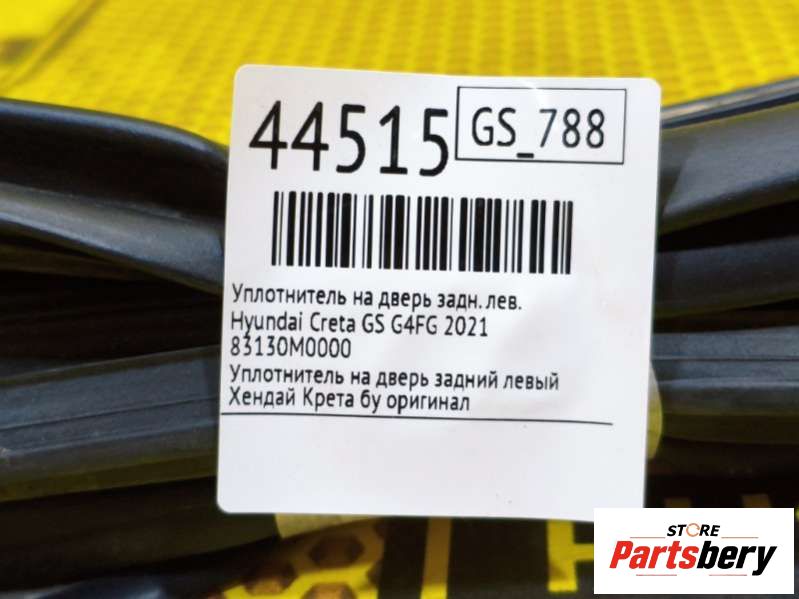 44515
GS_788
Уплотнитель на дверь задн. лев.
Hyundai Creta GS G4FG 2021
83130M0000
Уплотнитель на дверь задний левый
Хендай Крета бу оригинал
STORE
Partsbery